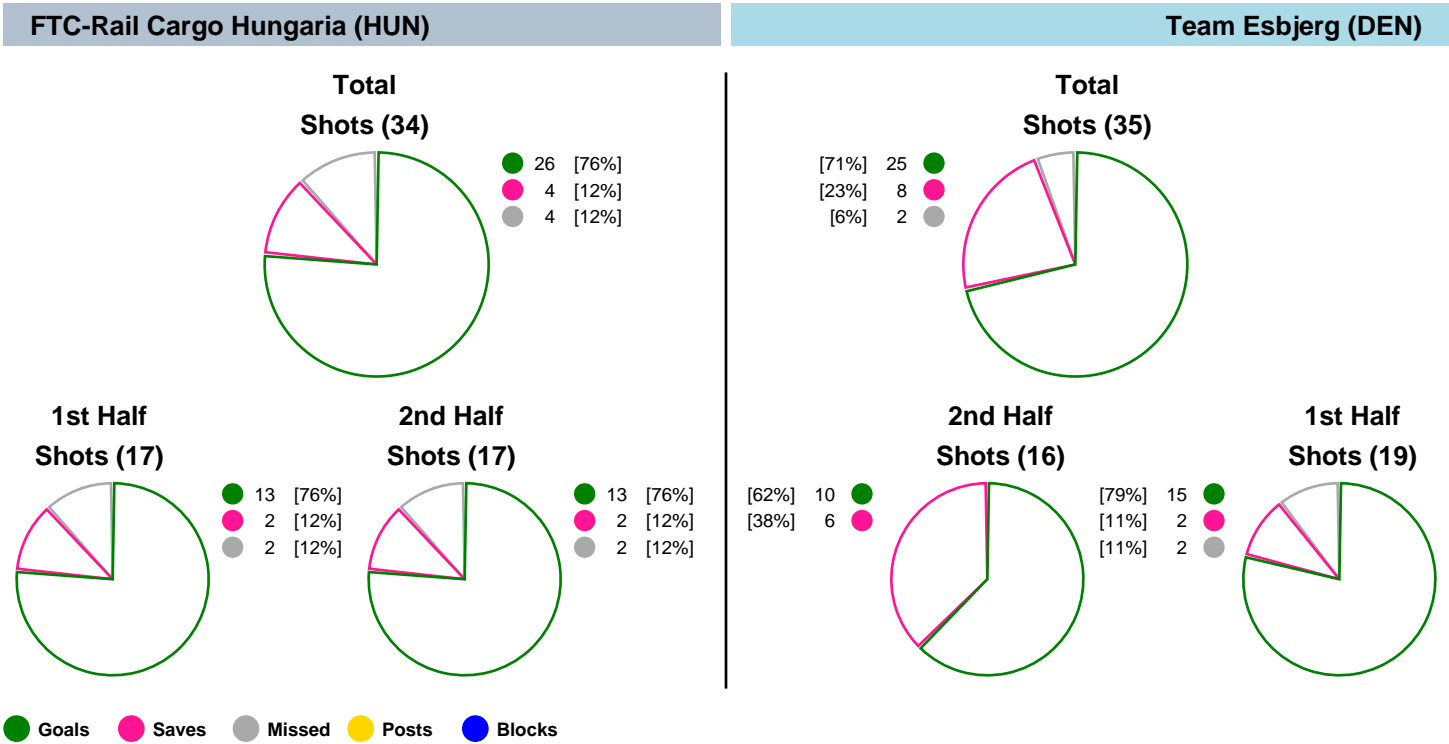 FTC-Rail Cargo Hungaria (HUN)
Team Esbjerg (DEN)
Total
Shots (34)
26 [76%]
4 [12%]
4 [12%]
Total
Shots (35)
[71%] 25
[23%] 8
[6%] 2
1st Half
Shots (17)
13 [76%]
2 [12%]
2 [12%]
2nd Half
Shots (17)
13 [76%]
2 [12%]
2 [12%]
2nd Half
Shots (16)
[62%] 10
[38%] 6
1st Half
Shots (19)
[79%] 15
[11%] 2
[11%] 2
Goals Saves Missed Posts Blocks